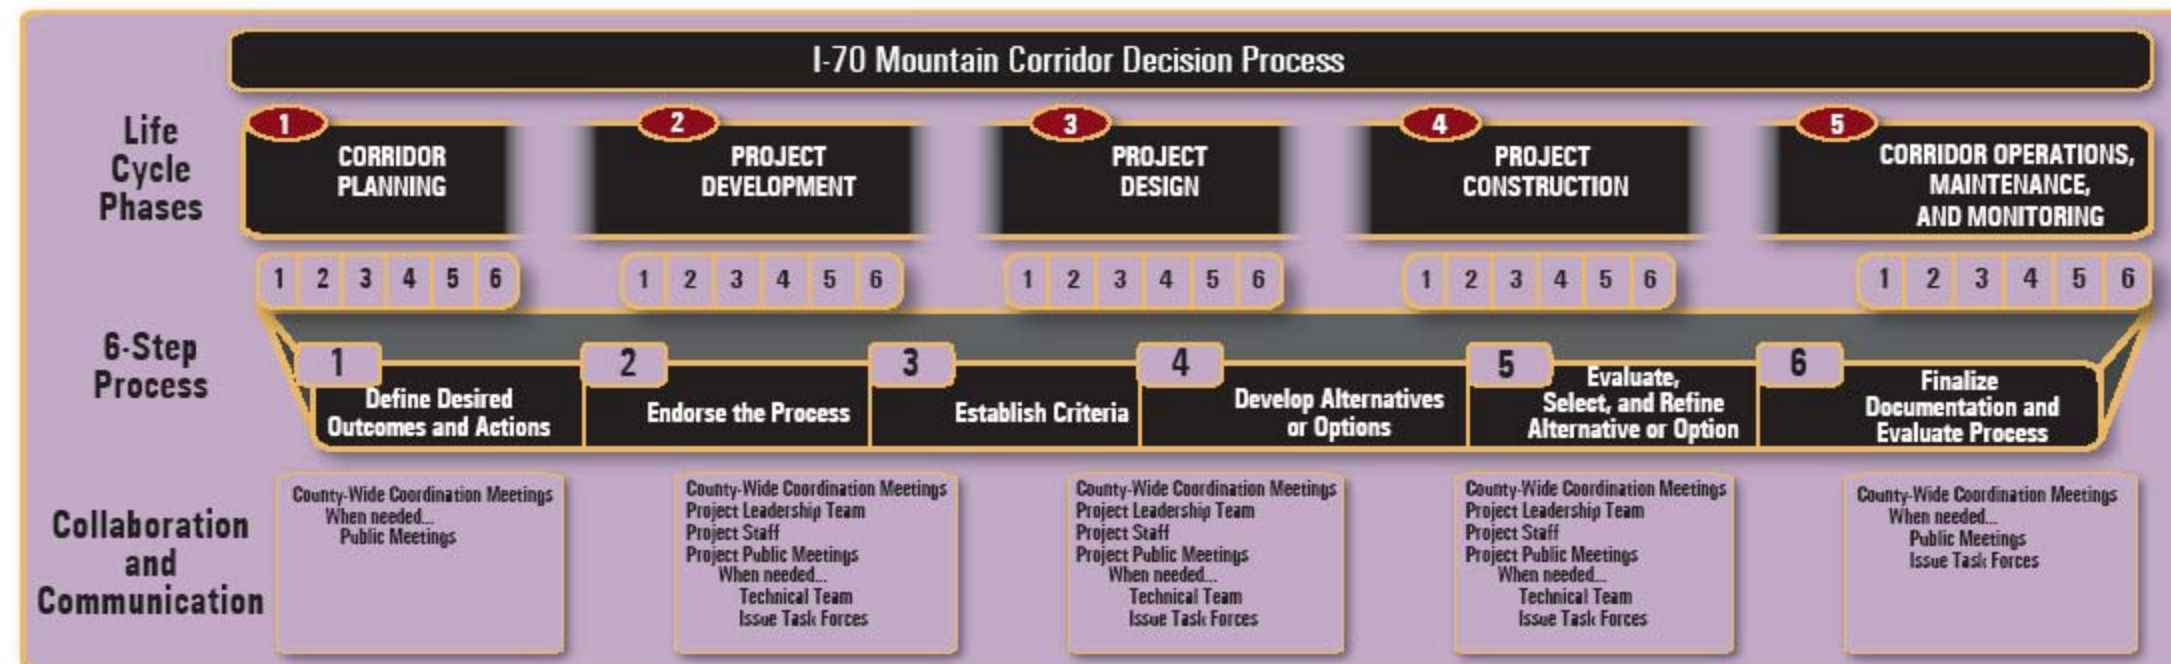 I-70 Mountain Corridor Decision Process
Life
Cycle
Phases
1
CORRIDOR
PLANNING
2
PROJECT
DEVELOPMENT
3
PROJECT
DESIGN
4
PROJECT
CONSTRUCTION
5
CORRIDOR OPERATIONS,
MAINTENANCE,
AND MONITORING
1 2 3 4 5 6
1 2 3 4 5 6
1 2 3 4 5 6
1 2 3 4 5 6
1 2 3 4 5 6
6-Step
Process
1
Define Desired
Outcomes and Actions
2
Endorse the Process
3
Establish Criteria
4
Develop Alternatives
or Options
5
Evaluate,
Select, and Refine
Alternative or Option
6
Finalize
Documentation and
Evaluate Process
Collaboration
and
Communication
County-Wide Coordination Meetings
When needed...
Public Meetings
County-Wide Coordination Meetings
Project Leadership Team
Project Staff
Project Public Meetings
When needed...
Technical Team
Issue Task Forces
County-Wide Coordination Meetings
Project Leadership Team
Project Staff
Project Public Meetings
When needed...
Technical Team
Issue Task Forces
County-Wide Coordination Meetings
Project Leadership Team
Project Staff
Project Public Meetings
When needed...
Technical Team
Issue Task Forces
County-Wide Coordination Meetings
When needed...
Public Meetings
Issue Task Forces